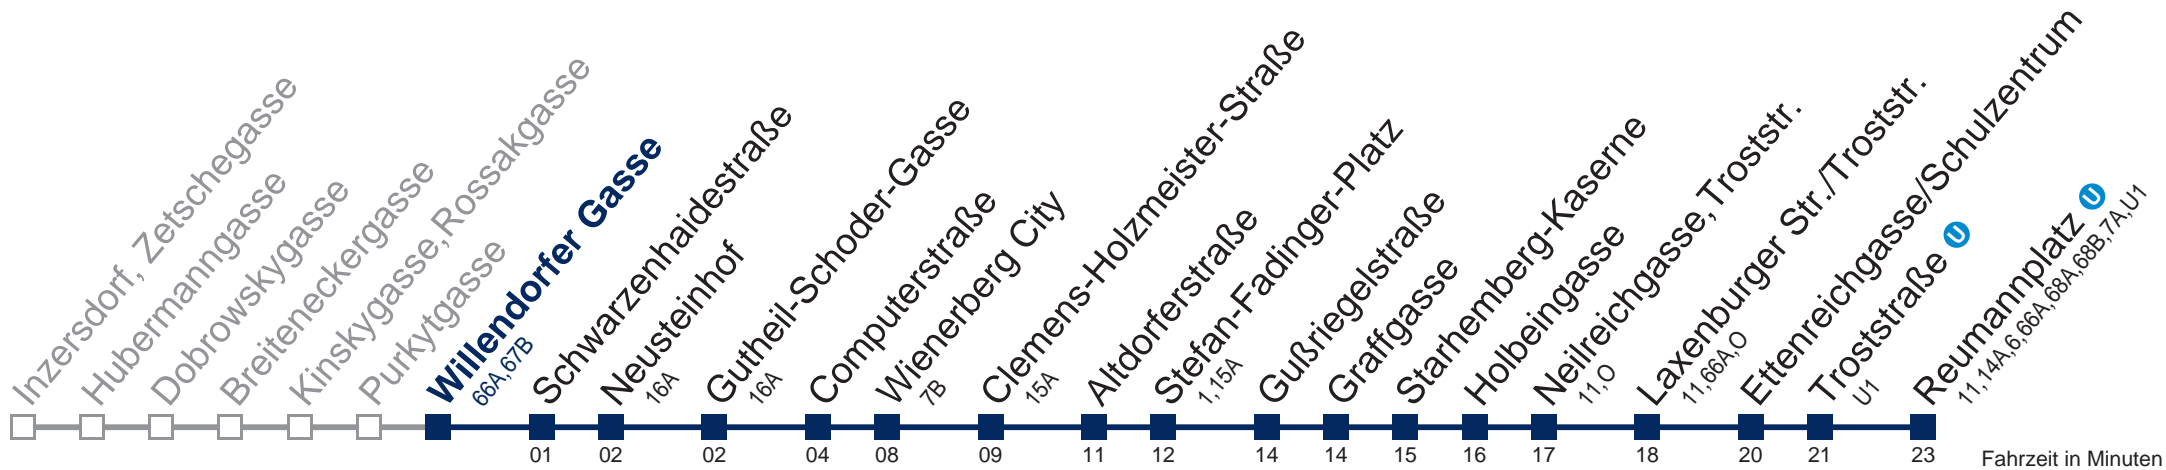 Inzersdorf, Zetschegasse
Hubermanngasse
Dobrowskygasse
Breiteneckergasse
Kinskygasse, Rossakgasse
Purkytgasse
Willendorfer Gasse
66A, 67B
Schwarzenhaidestraße
01
Neusteinhof
16A
02
Gutheil-Schoder-Gasse
16A
02
Computerstraße
04
Wienerberg City
7B
08
Clemens-Holzmeister-Straße
15A
09
Altdorferstraße
11
Stefan-Fadinger-Platz
1, 15A
12
Gußriegelstraße
14
Graffgasse
14
Starhemberg-Kaserne
15
Holbeingasse
16
Neilreichgasse, Troststr.
11, O
17
Laxenburger Str./Troststr.
11, 66A, O
18
Ettenreichgasse/Schulzentrum
20
Troststraße U
U1
21
Reumannplatz U
11, 14A, 6, 66A, 68A, 68B, 7A, U1
23
Fahrzeit in Minuten